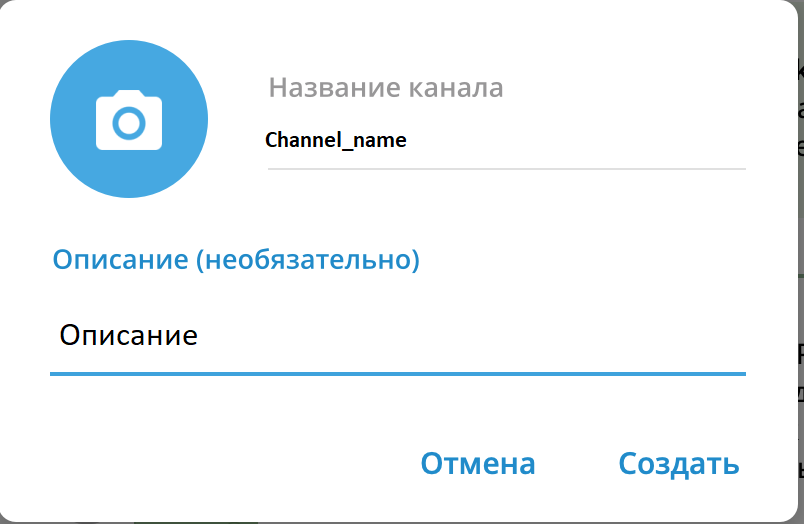 Название канала
Channel_name
Описание (необязательно)
Описание
Отмена Создать